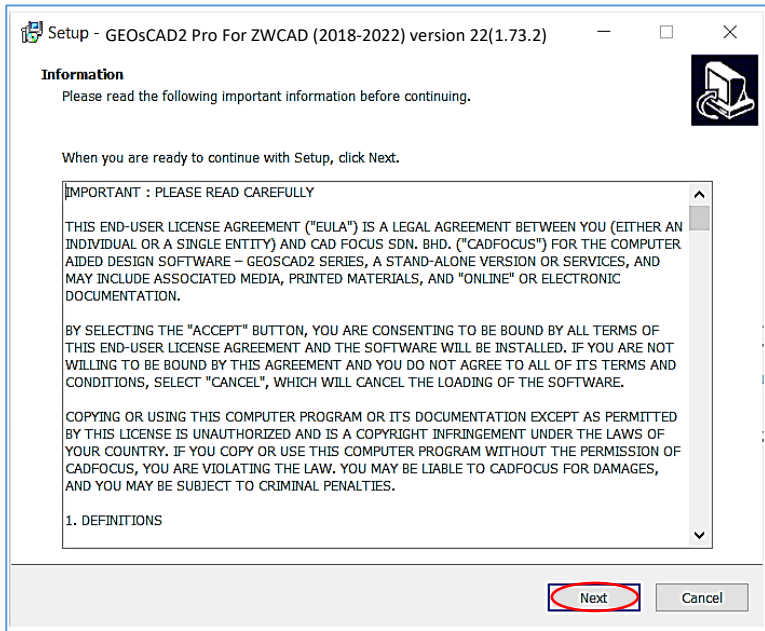 Setup - GEOsCAD2 Pro For ZWCAD (2018-2022) version 22(1.73.2)
Information
Please read the following important information before continuing.
When you are ready to continue with Setup, click Next.
IMPORTANT : PLEASE READ CAREFULLY
THIS END-USER LICENSE AGREEMENT ("EULA") IS A LEGAL AGREEMENT BETWEEN YOU (EITHER AN
INDIVIDUAL OR A SINGLE ENTITY) AND CAD FOCUS SDN. BHD. ("CADFOCUS") FOR THE COMPUTER
AIDED DESIGN SOFTWARE – GEOSCAD2 SERIES, A STAND-ALONE VERSION OR SERVICES, AND
MAY INCLUDE ASSOCIATED MEDIA, PRINTED MATERIALS, AND "ONLINE" OR ELECTRONIC
DOCUMENTATION.
BY SELECTING THE "ACCEPT" BUTTON, YOU ARE CONSENTING TO BE BOUND BY ALL TERMS OF
THIS END-USER LICENSE AGREEMENT AND THE SOFTWARE WILL BE INSTALLED. IF YOU ARE NOT
WILLING TO BE BOUND BY THIS AGREEMENT AND YOU DO NOT AGREE TO ALL OF ITS TERMS AND
CONDITIONS, SELECT "CANCEL", WHICH WILL CANCEL THE LOADING OF THE SOFTWARE.
COPYING OR USING THIS COMPUTER PROGRAM OR ITS DOCUMENTATION EXCEPT AS PERMITTED
BY THIS LICENSE IS UNAUTHORIZED AND IS A COPYRIGHT INFRINGEMENT UNDER THE LAWS OF
YOUR COUNTRY. IF YOU COPY OR USE THIS COMPUTER PROGRAM WITHOUT THE PERMISSION OF
CADFOCUS, YOU ARE VIOLATING THE LAW. YOU MAY BE LIABLE TO CADFOCUS FOR DAMAGES,
AND YOU MAY BE SUBJECT TO CRIMINAL PENALTIES.
1. DEFINITIONS
Next
Cancel